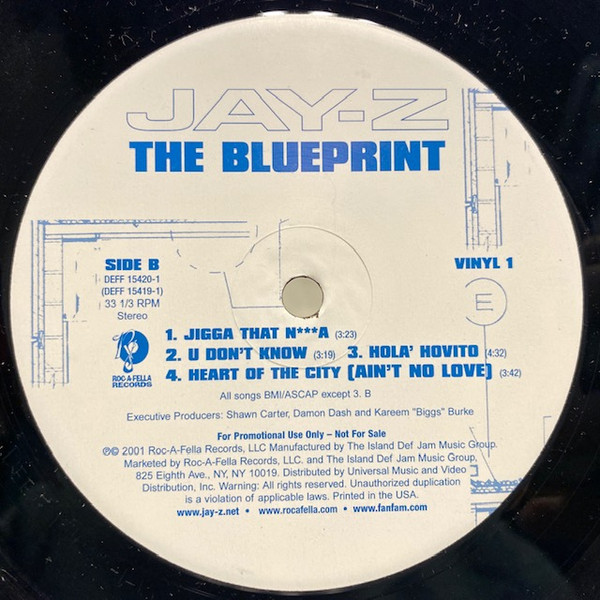 JAY-Z
THE BLUEPRINT
SIDE B
DEFF 15420-1
(DEFF 15419-1)
33 1/3 RPM
Stereo
VINYL 1
E
R
ROC-A-FELLA
RECORDS
1. JIGGA THAT N***A (3:23)
2. U DON'T KNOW (3:19) 3. HOLA' HOVITO (4:32)
4. HEART OF THE CITY (AIN'T NO LOVE) (3:42)
All songs BMI/ASCAP except 3. B
Executive Producers: Shawn Carter, Damon Dash and Kareem "Biggs" Burke
For Promotional Use Only – Not For Sale
℗© 2001 Roc-A-Fella Records, LLC Manufactured by The Island Def Jam Music Group.
Marketed by Roc-A-Fella Records, LLC. and The Island Def Jam Music Group.
825 Eighth Ave., NY, NY 10019. Distributed by Universal Music and Video
Distribution, Inc. Warning: All rights reserved. Unauthorized duplication
is a violation of applicable laws. Printed in the USA.
www.jay-z.net • www.rocafella.com • www.fanfam.com